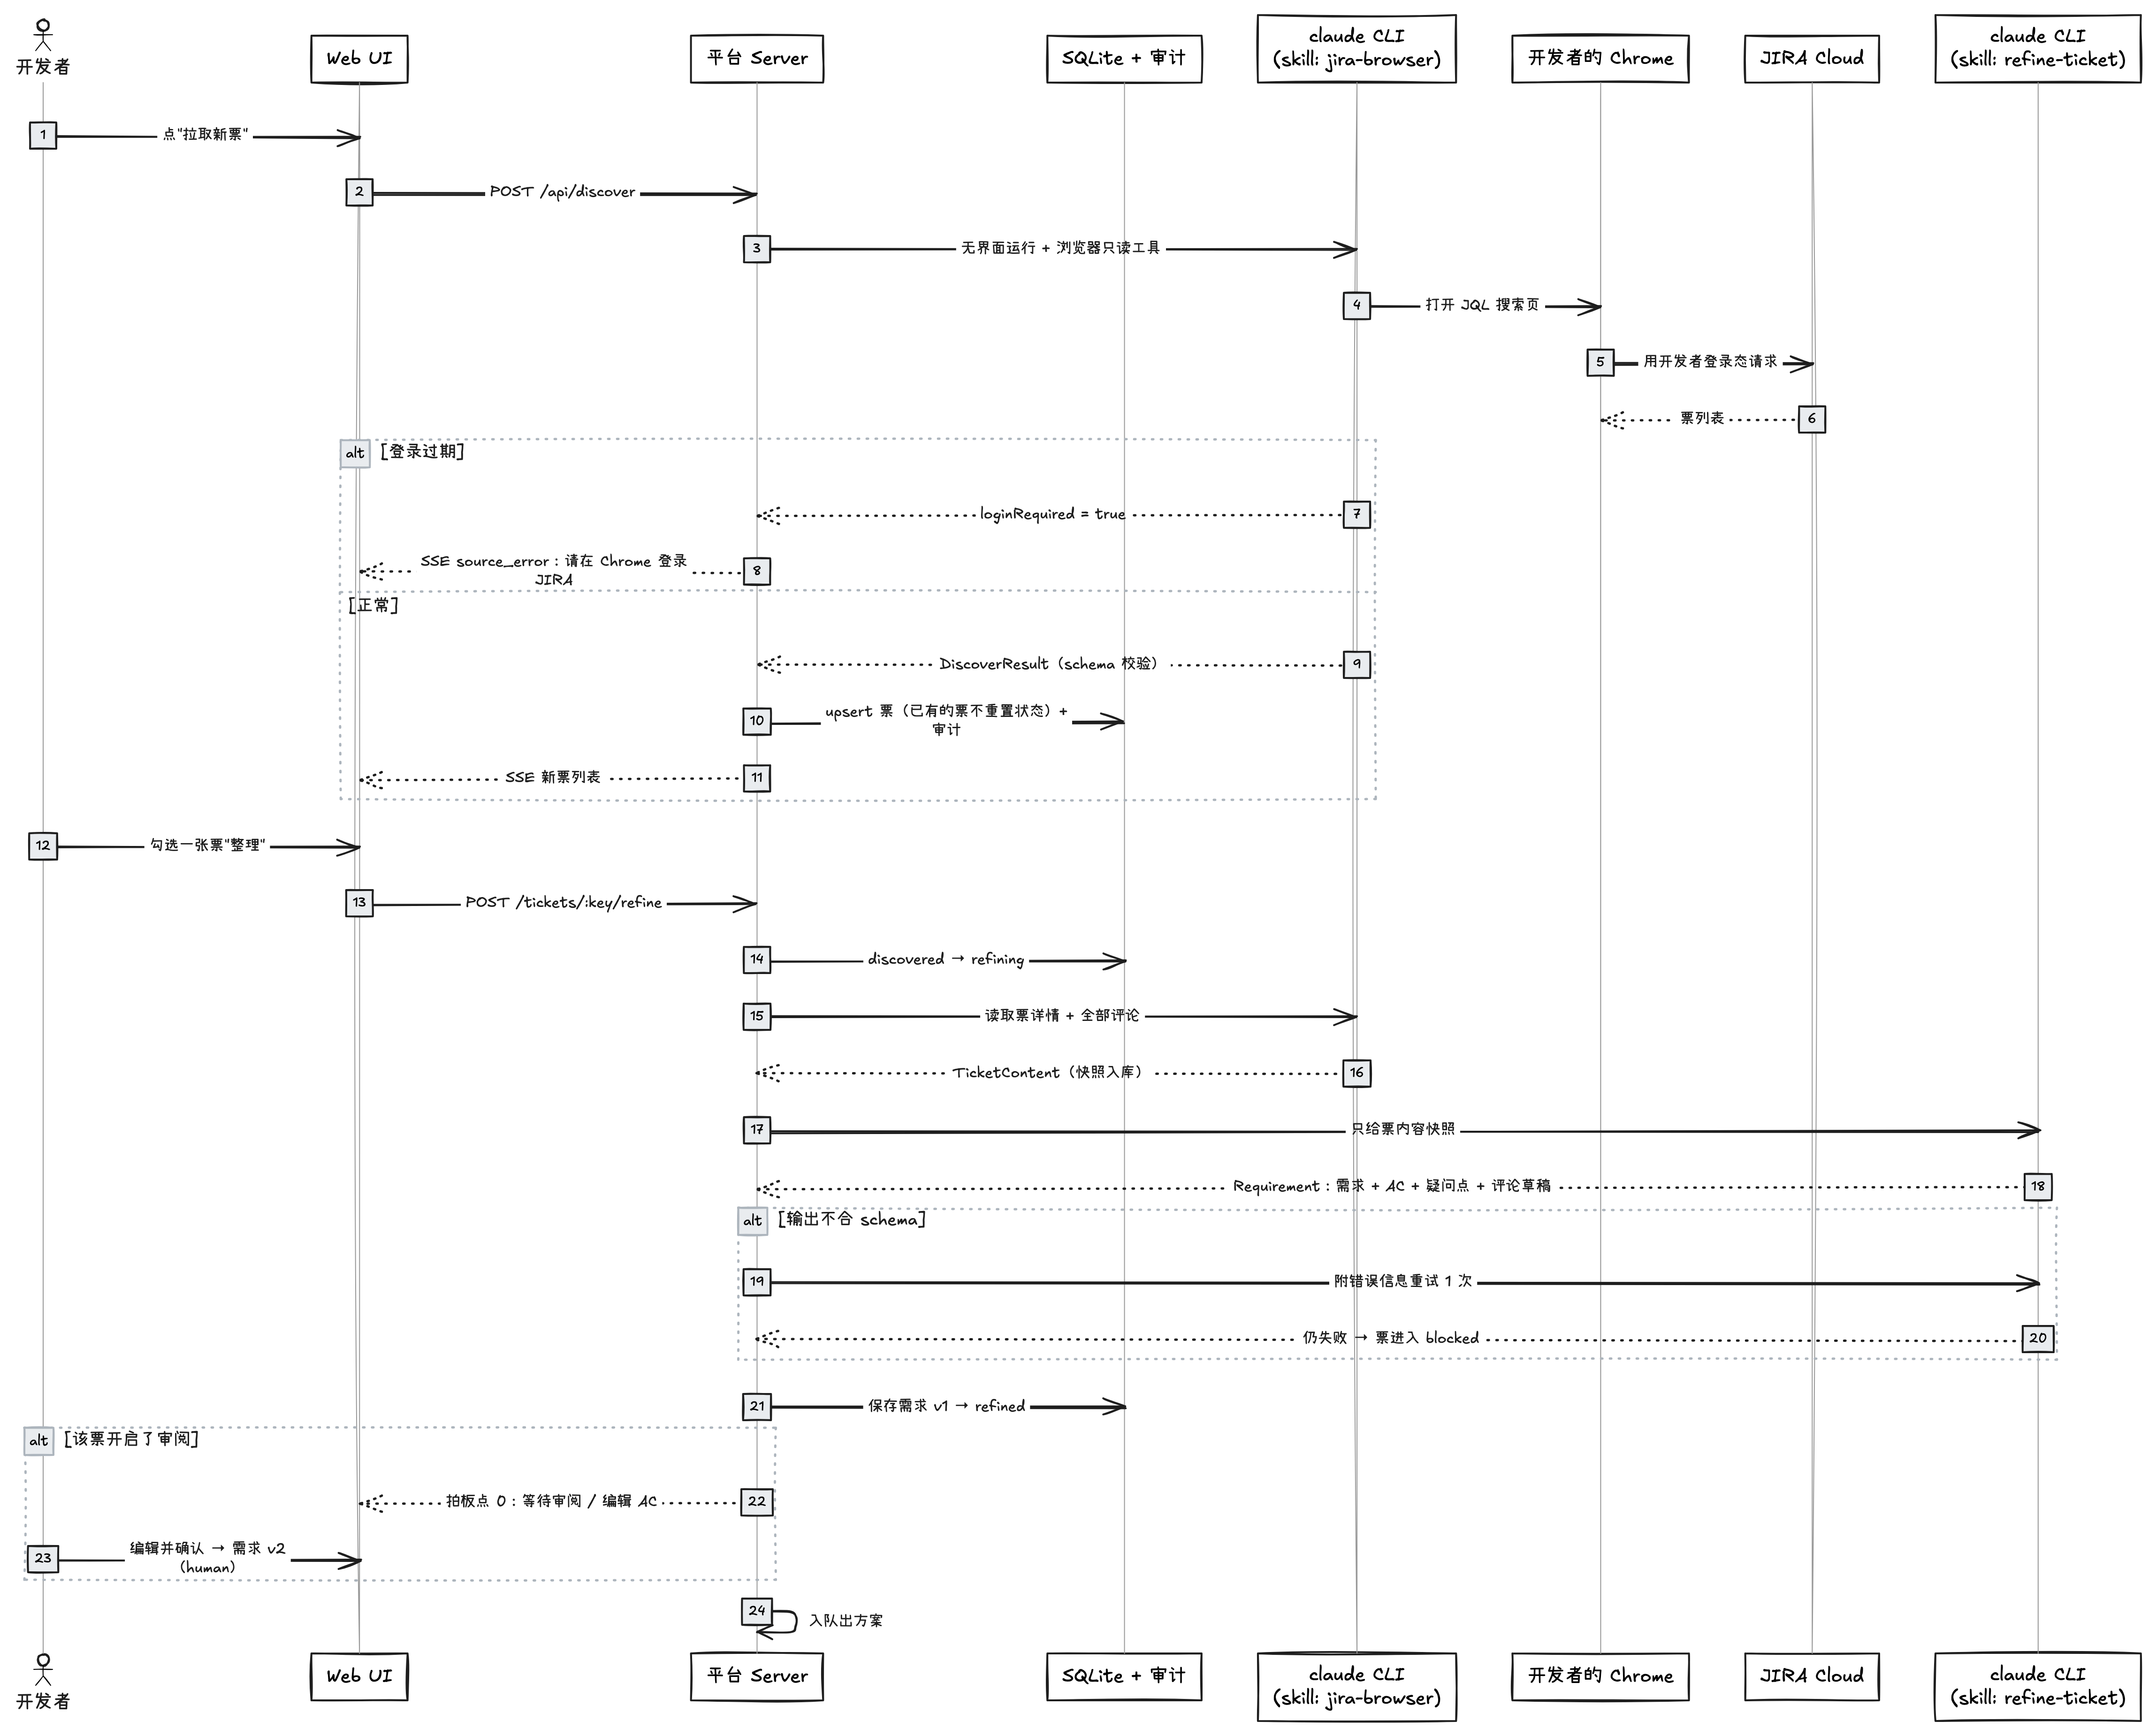 开发者
Web UI
平台 Server
SQLite + 审计
claude CLI
(skill: jira-browser)
开发者的 Chrome
JIRA Cloud
claude CLI
(skill: refine-ticket)
1
点"拉取新票"
2
POST /api/discover
3
无界面运行 + 浏览器只读工具
4
打开 JQL 搜索页
5
用开发者登录态请求
票列表
6
alt
[登录过期]
loginRequired = true
7
SSE source_error：请在 Chrome 登录
JIRA
8
[正常]
DiscoverResult（schema 校验）
9
10
upsert 票（已有的票不重置状态）+
审计
SSE 新票列表
11
12
勾选一张票"整理"
13
POST /tickets/:key/refine
14
discovered → refining
15
读取票详情 + 全部评论
TicketContent（快照入库）
16
17
只给票内容快照
Requirement：需求 + AC + 疑问点 + 评论草稿
18
alt
[输出不合 schema]
19
附错误信息重试 1 次
仍失败 → 票进入 blocked
20
21
保存需求 v1 → refined
alt
[该票开启了审阅]
拍板点 0：等待审阅 / 编辑 AC
22
23
编辑并确认 → 需求 v2
（human）
24
入队出方案
开发者
Web UI
平台 Server
SQLite + 审计
claude CLI
(skill: jira-browser)
开发者的 Chrome
JIRA Cloud
claude CLI
(skill: refine-ticket)